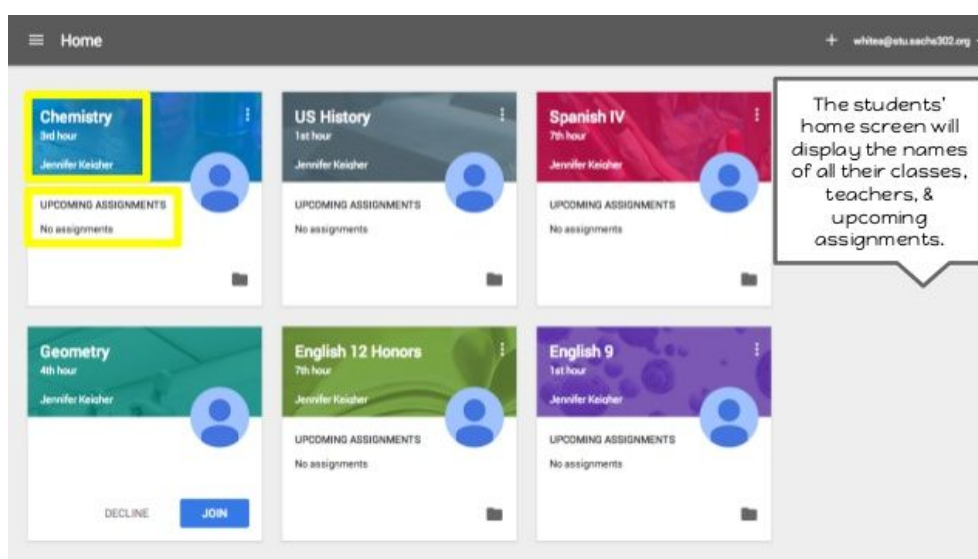 Home
+ whitea@stu.sachs302.org
Chemistry
3rd hour
Jennifer Keigher
UPCOMING ASSIGNMENTS
No assignments
US History
1st hour
Jennifer Keigher
UPCOMING ASSIGNMENTS
No assignments
Spanish IV
7th hour
Jennifer Keigher
UPCOMING ASSIGNMENTS
No assignments
The students'
home screen will
display the names
of all their classes,
teachers, &
upcoming
assignments.
Geometry
4th hour
Jennifer Keigher
DECLINE
JOIN
English 12 Honors
7th hour
Jennifer Keigher
UPCOMING ASSIGNMENTS
No assignments
English 9
1st hour
Jennifer Keigher
UPCOMING ASSIGNMENTS
No assignments